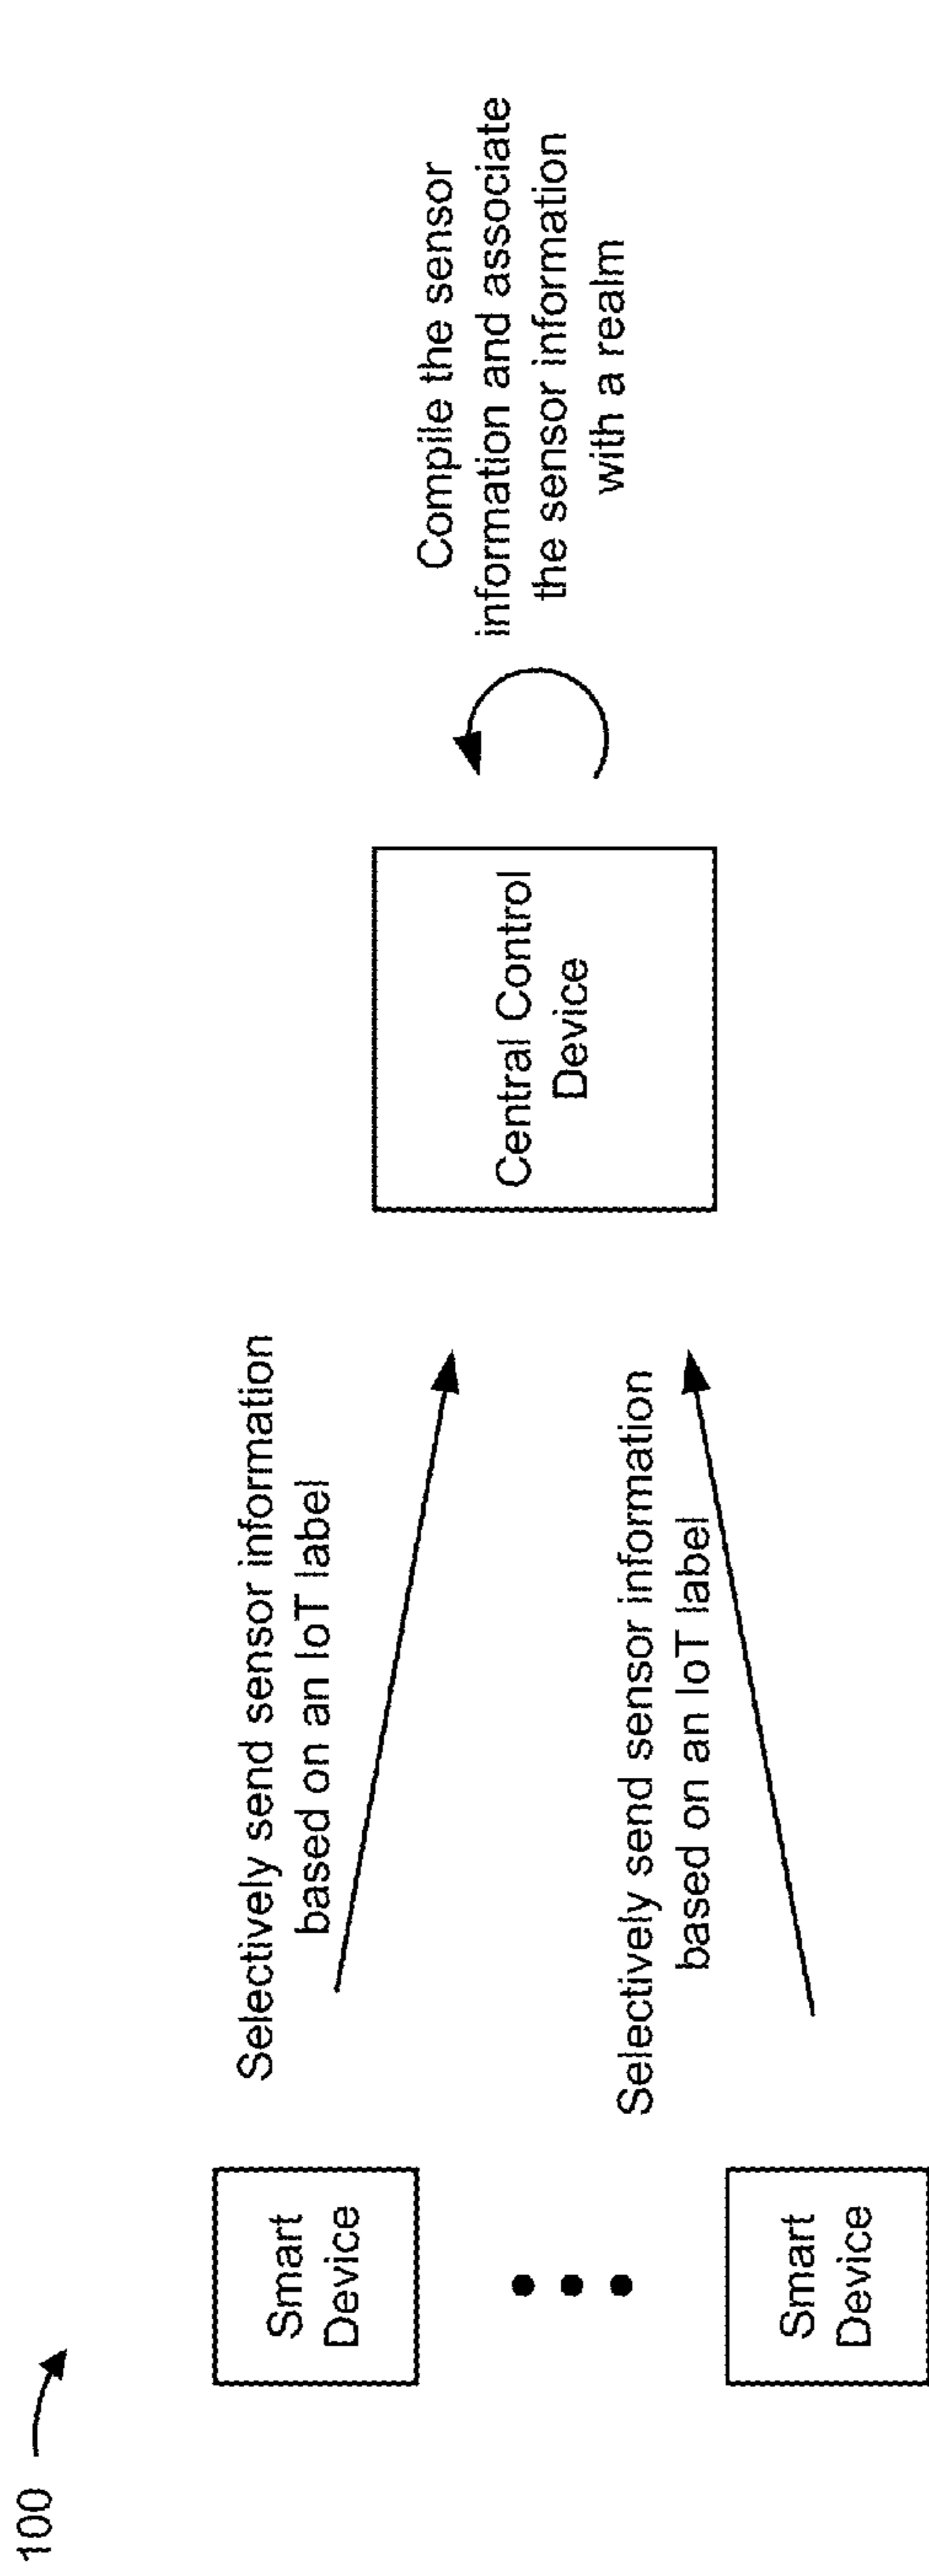 100
Smart
Device
Selectively send sensor information
based on an IoT label
Smart
Device
Selectively send sensor information
based on an IoT label
Central Control
Device
Compile the sensor
information and associate
the sensor information
with a realm